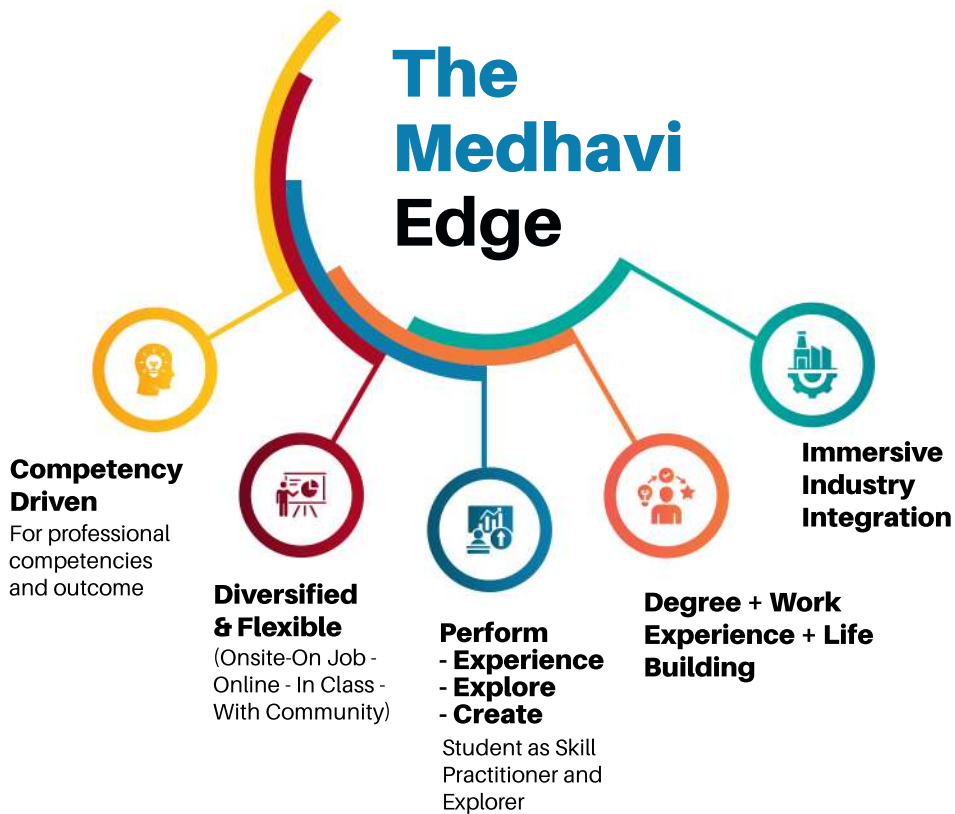 The
Medhavi
Edge
Competency
Driven
For professional
competencies
and outcome
Diversified
& Flexible
(Onsite-On Job -
Online - In Class -
With Community)
Perform
- Experience
- Explore
- Create
Student as Skill
Practitioner and
Explorer
Degree + Work
Experience + Life
Building
Immersive
Industry
Integration